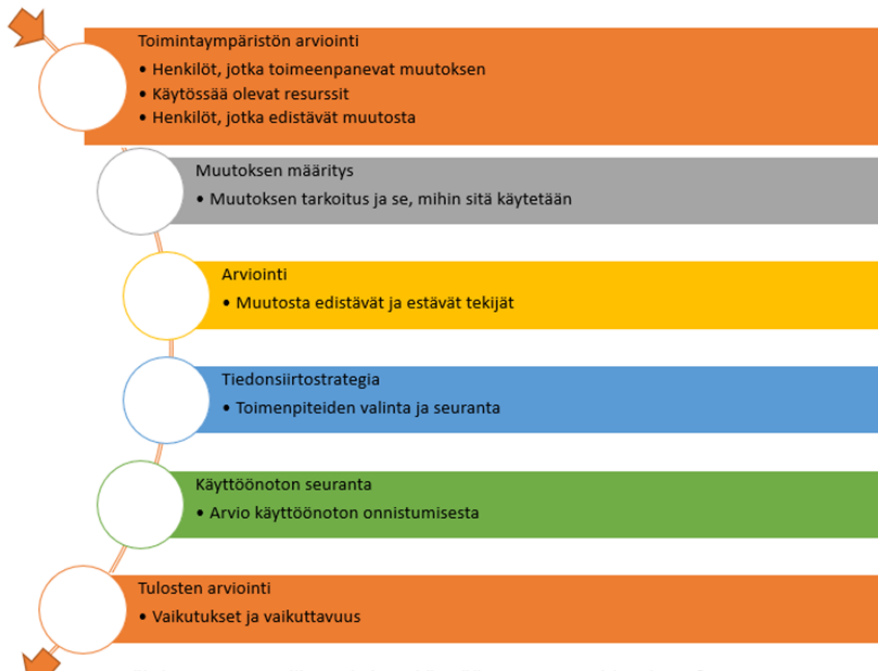 Toimintaympäristön arviointi
• Henkilöt, jotka toimeenpanevat muutoksen
• Käytössää olevat resurssit
• Henkilöt, jotka edistävät muutosta
Muutoksen määritys
• Muutoksen tarkoitus ja se, mihin sitä käytetään
Arviointi
• Muutosta edistävät ja estävät tekijät
Tiedonsiirtostrategia
• Toimenpiteiden valinta ja seuranta
Käyttöönoton seuranta
• Arvio käyttöönoton onnistumisesta
Tulosten arviointi
• Vaikutukset ja vaikuttavuus